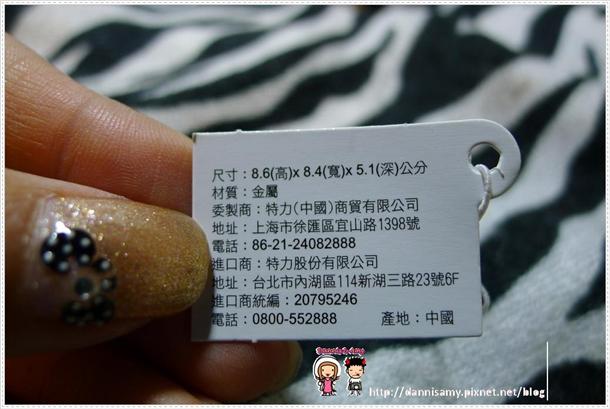 尺寸：8.6(高)x 8.4(寬)x 5.1(深)公分
材質：金屬
委製商：特力(中國)商貿有限公司
地址：上海市徐匯區宜山路1398號
電話：86-21-24082888
進口商：特力股份有限公司
地址：台北市內湖區114新湖三路23號6F
進口商統編：20795246
電話：0800-552888 產地：中國
http://dannisamy.pixnet.net/blog